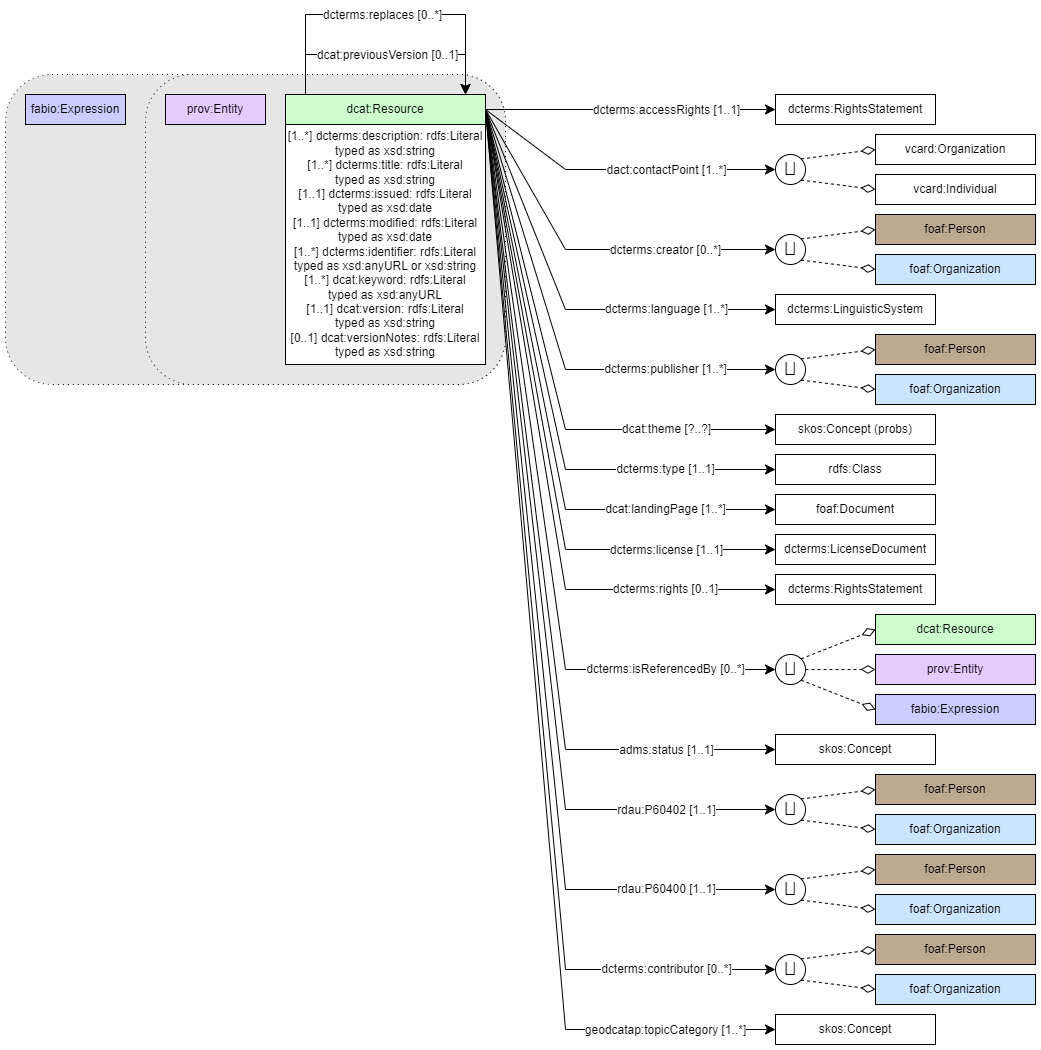 dcterms:replaces [0..*]
dcat:previousVersion [0..1]
fabio:Expression
prov:Entity
dcat:Resource
[1..*] dcterms:description: rdfs:Literal
typed as xsd:string
[1..*] dcterms:title: rdfs:Literal
typed as xsd:string
[1..1] dcterms:issued: rdfs:Literal
typed as xsd:date
[1..1] dcterms:modified: rdfs:Literal
typed as xsd:date
[1..*] dcterms:identifier: rdfs:Literal
typed as xsd:anyURL or xsd:string
[1..*] dcat:keyword: rdfs:Literal
typed as xsd:anyURL
[1..1] dcat:version: rdfs:Literal
typed as xsd:string
[0..1] dcat:versionNotes: rdfs:Literal
typed as xsd:string
dcterms:accessRights [1..1]
dcterms:RightsStatement
dact:contactPoint [1..*]
⨆
vcard:Organization
vcard:Individual
dcterms:creator [0..*]
⨆
foaf:Person
foaf:Organization
dcterms:language [1..*]
dcterms:LinguisticSystem
dcterms:publisher [1..*]
⨆
foaf:Person
foaf:Organization
dcat:theme [?..?]
skos:Concept (probs)
dcterms:type [1..1]
rdfs:Class
dcat:landingPage [1..*]
foaf:Document
dcterms:license [1..1]
dcterms:LicenseDocument
dcterms:rights [0..1]
dcterms:RightsStatement
dcterms:isReferencedBy [0..*]
⨆
dcat:Resource
prov:Entity
fabio:Expression
adms:status [1..1]
skos:Concept
rdau:P60402 [1..1]
⨆
foaf:Person
foaf:Organization
rdau:P60400 [1..1]
⨆
foaf:Person
foaf:Organization
dcterms:contributor [0..*]
⨆
foaf:Person
foaf:Organization
geodcatap:topicCategory [1..*]
skos:Concept